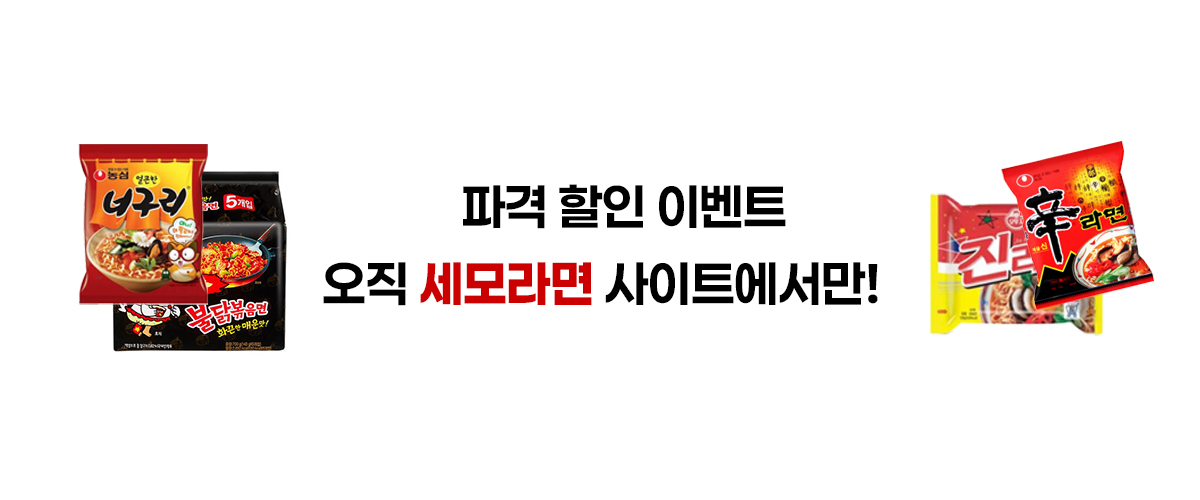 파격 할인 이벤트
오직 세모라면 사이트에서만!
농심
얼큰한
너구리
5개입
불닭볶음면
화끈한 매운맛!
진라
辛라면